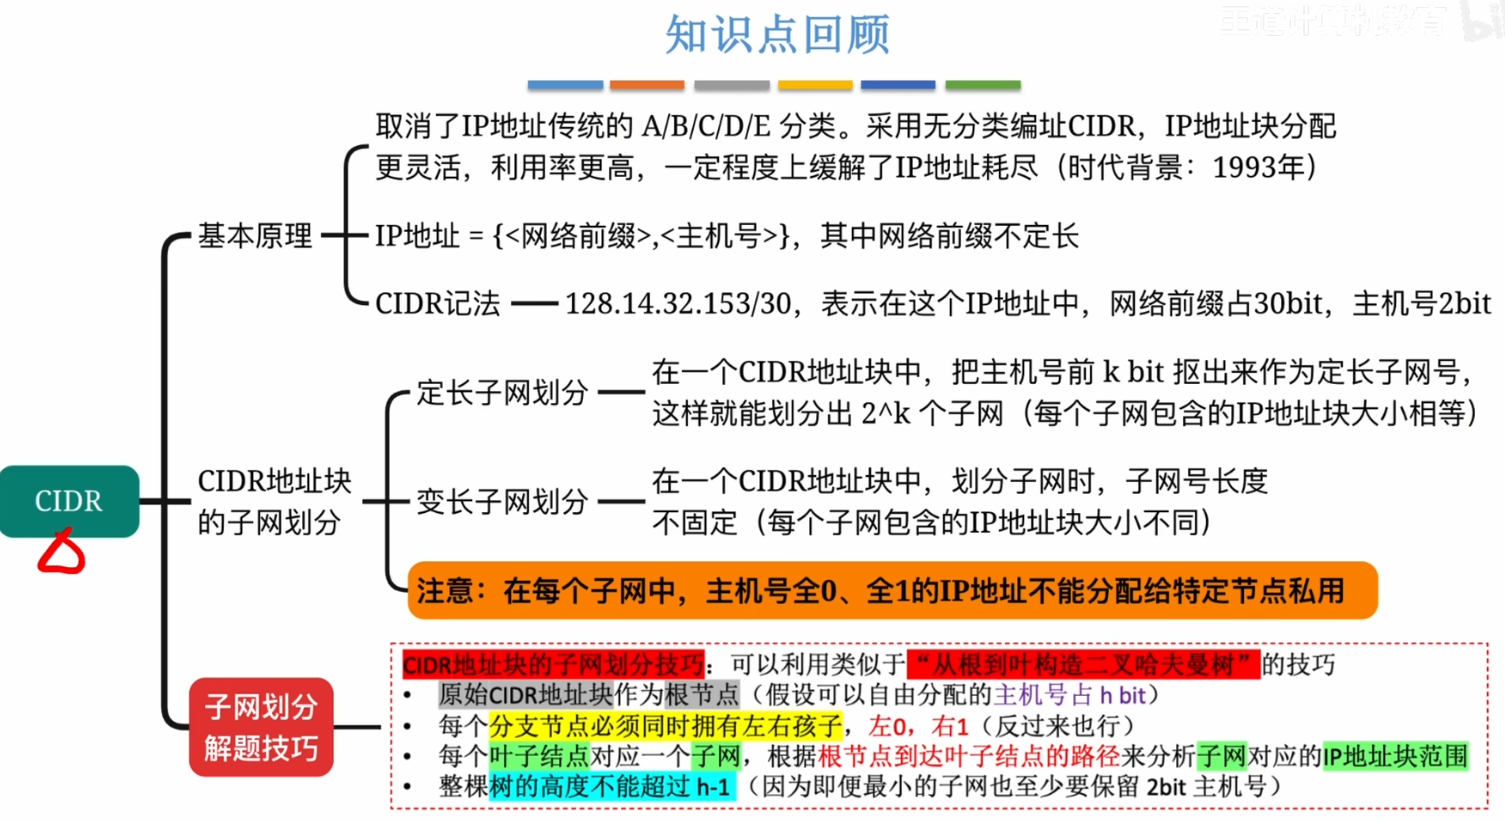 王道计算机教育
知识点回顾
取消了IP地址传统的 A/B/C/D/E 分类。采用无分类编址CIDR，IP地址块分配
更灵活，利用率更高，一定程度上缓解了IP地址耗尽（时代背景：1993年）
基本原理
IP地址 = {<网络前缀>,<主机号>}，其中网络前缀不定长
CIDR记法
128.14.32.153/30，表示在这个IP地址中，网络前缀占30bit，主机号2bit
CIDR
CIDR地址块
的子网划分
定长子网划分
在一个CIDR地址块中，把主机号前 k bit 抠出来作为定长子网号，
这样就能划分出 2^k 个子网（每个子网包含的IP地址块大小相等）
变长子网划分
在一个CIDR地址块中，划分子网时，子网号长度
不固定（每个子网包含的IP地址块大小不同）
注意：在每个子网中，主机号全0、全1的IP地址不能分配给特定节点私用
子网划分
解题技巧
CIDR地址块的子网划分技巧：可以利用类似于“从根到叶构造二叉哈夫曼树”的技巧
• 原始CIDR地址块作为根节点（假设可以自由分配的主机号占 h bit）
• 每个分支节点必须同时拥有左右孩子，左0，右1（反过来也行）
• 每个叶子结点对应一个子网，根据根节点到达叶子结点的路径来分析子网对应的IP地址块范围
• 整棵树的高度不能超过 h-1（因为即便最小的子网也至少要保留 2bit 主机号）